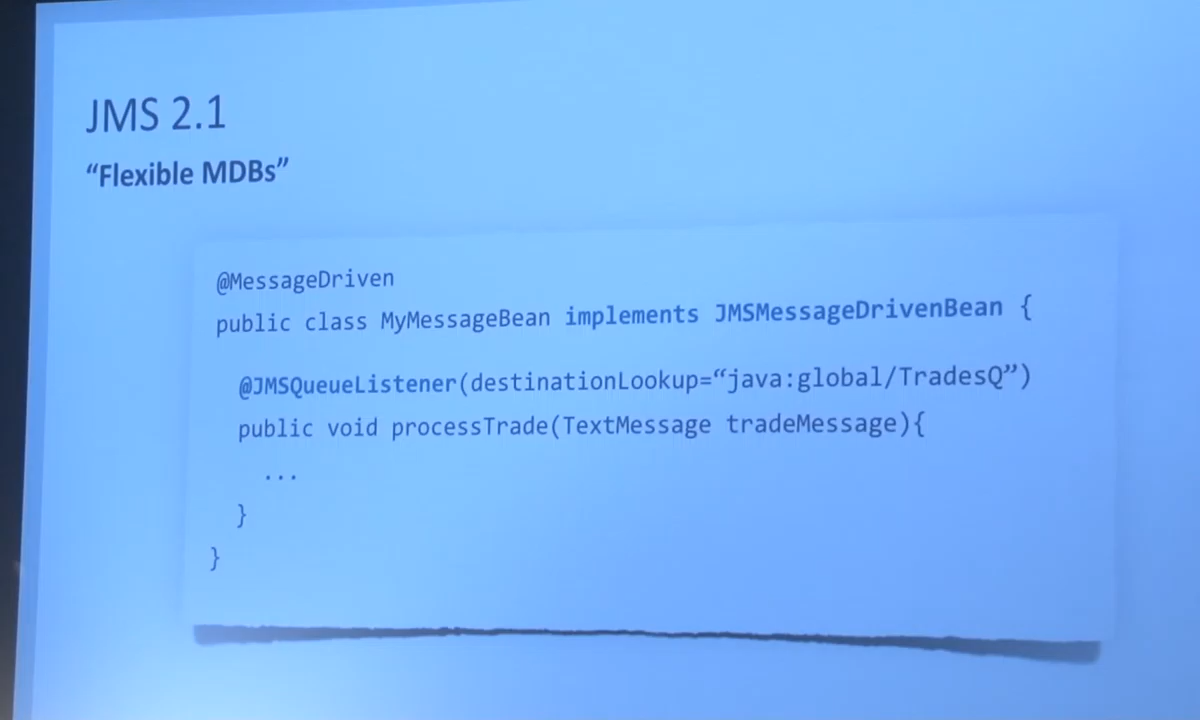 JMS 2.1
“Flexible MDBs”
@MessageDriven
public class MyMessageBean implements JMSMessageDrivenBean {
@JMSQueueListener(destinationLookup=“java:global/TradesQ”)
public void processTrade(TextMessage tradeMessage){
...
}
}